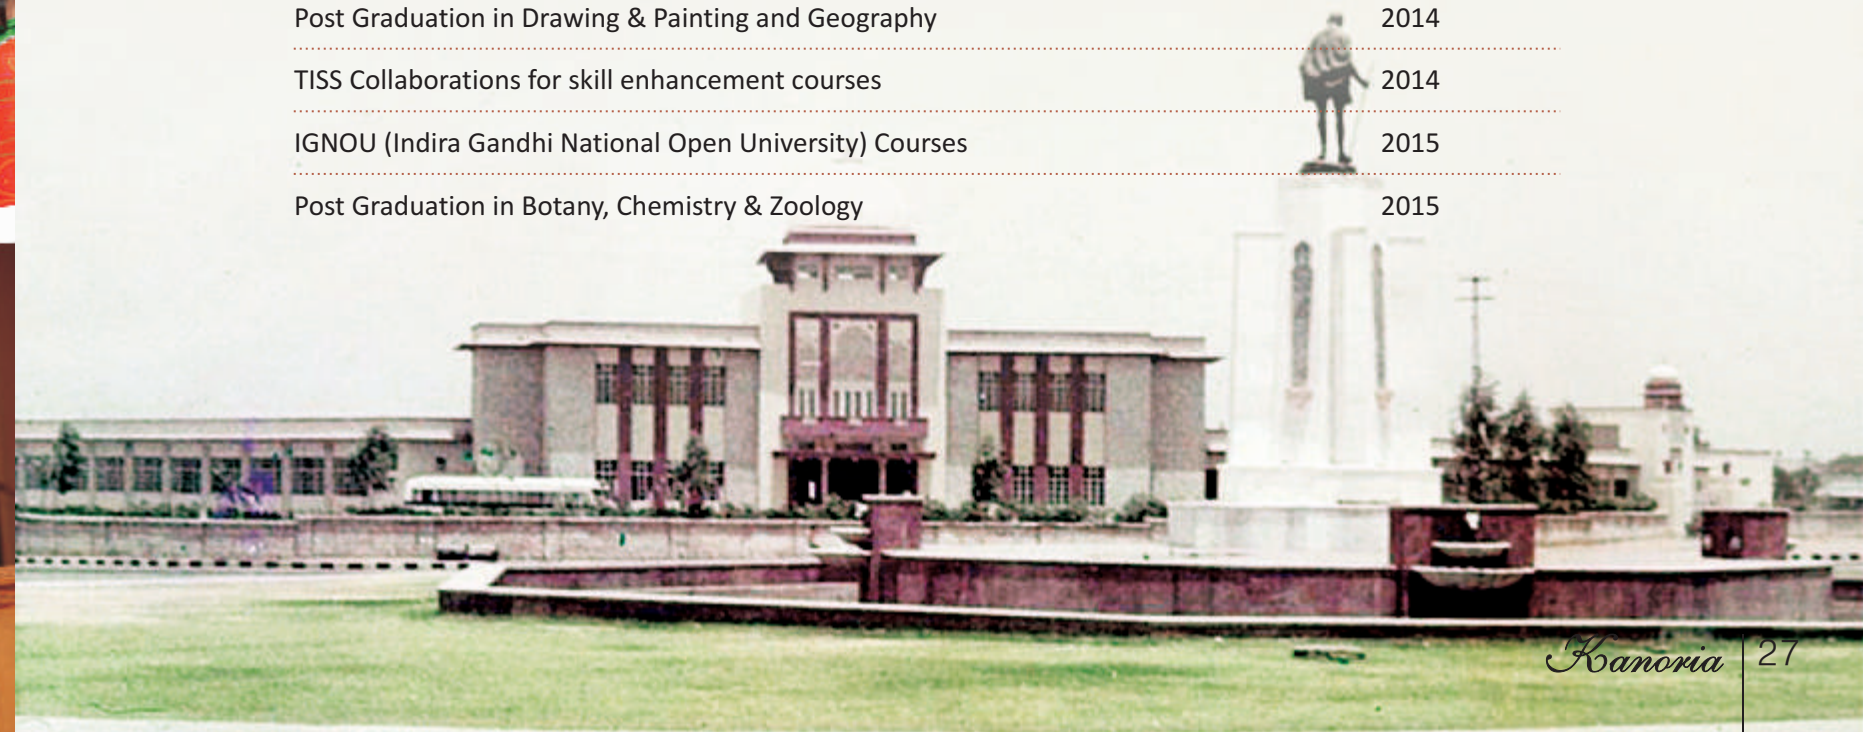 Post Graduation in Drawing & Painting and Geography 2014
TISS Collaborations for skill enhancement courses 2014
IGNOU (Indira Gandhi National Open University) Courses 2015
Post Graduation in Botany, Chemistry & Zoology 2015
Kanoria 27